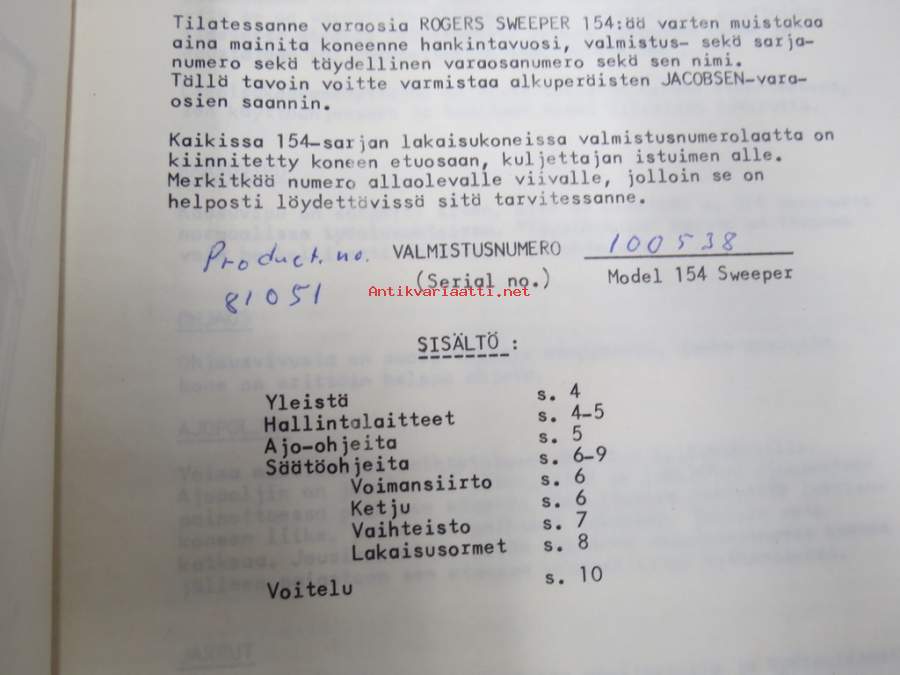 Tilatessanne varaosia ROGERS SWEEPER 154:ää varten muistakaa
aina mainita koneenne hankintavuosi, valmistus- sekä sarja-
numero sekä täydellinen varaosanumero sekä sen nimi.
Tällä tavoin voitte varmistaa alkuperäisten JACOBSEN-vara-
osien saannin.
Kaikissa 154-sarjan lakaisukoneissa valmistusnumerolaatta on
kiinnitetty koneen etuosaan, kuljettajan istuimen alle.
Merkitkää numero allaolevalle viivalle, jolloin se on
helposti löydettävissä sitä tarvitessanne.
Product. no. VALMISTUSNUMERO 100538
81051 (Serial no.) Model 154 Sweeper
Antikvariaatti.net
SISÄLTÖ :
Yleistä s. 4
Hallintalaitteet s. 4-5
Ajo-ohjeita s. 5
Säätöohjeita s. 6-9
Voimansiirto s. 6
Ketju s. 6
Vaihteisto s. 7
Lakaisusormet s. 8
Voitelu s. 10